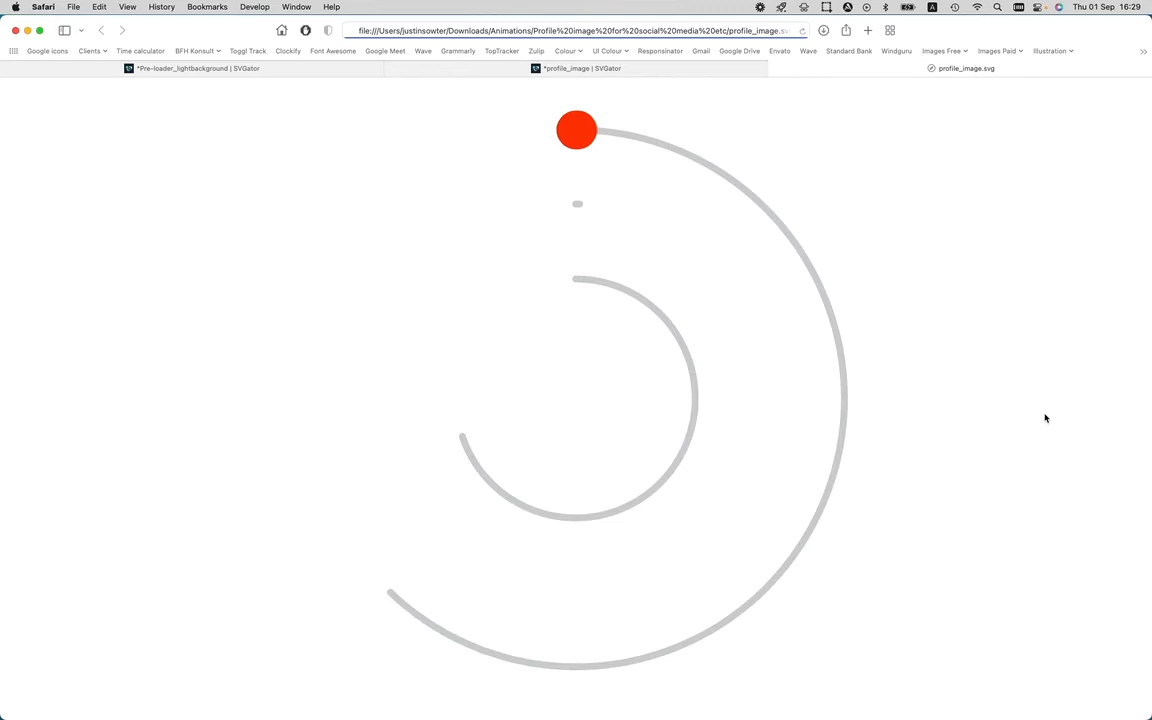 Safari File Edit View History Bookmarks Develop Window Help Thu 01 Sep 16:29
file:///Users/justinsowter/Downloads/Animations/Profile%20image%20for%20social%20media%20etc/profile_image.sv
Google icons Clients Time calculator BFH Konsult Toggl Track Clockify Font Awesome Google Meet Wave Grammarly TopTracker Zulip Colour UI Colour Responsinator Gmail Google Drive Envato Wave Standard Bank Windguru Images Free Images Paid Illustration
*Pre-loader_lightbackground | SVGator *profile_image | SVGator profile_image.svg